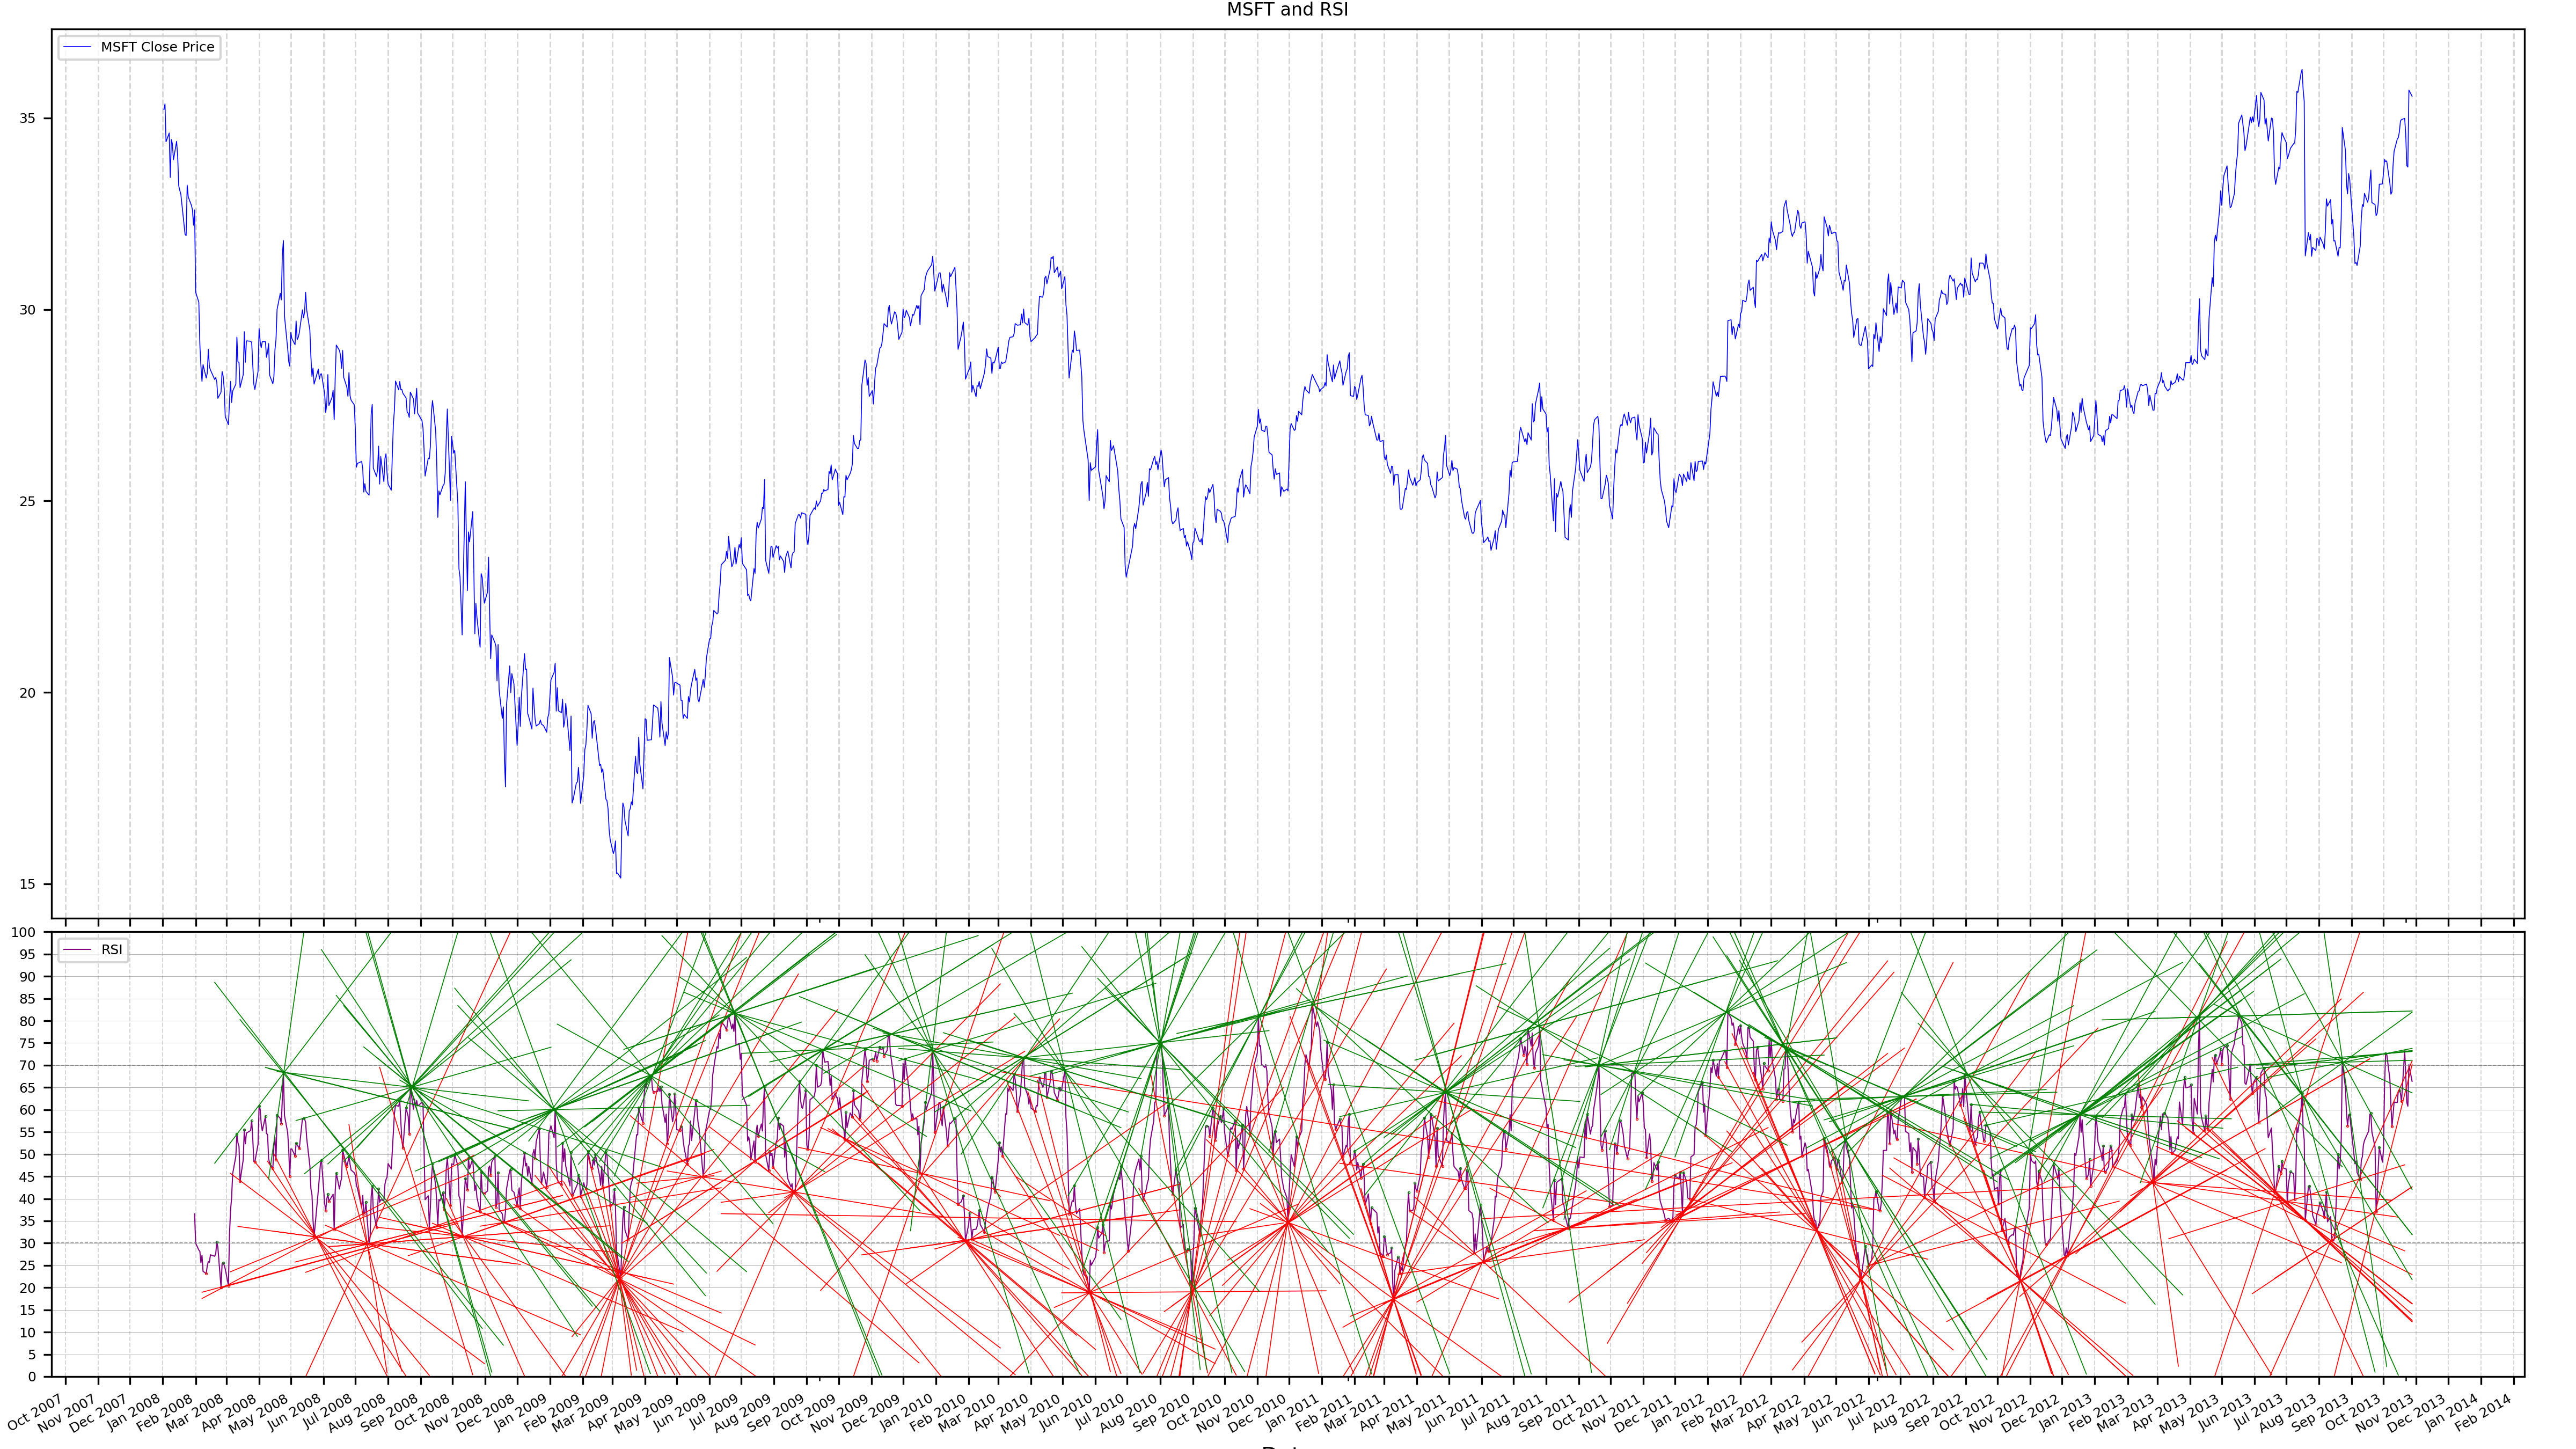 MSFT and RSI
MSFT Close Price
35
30
25
20
15
RSI
100
95
90
85
80
75
70
65
60
55
50
45
40
35
30
25
20
15
10
5
0
Oct 2007
Nov 2007
Dec 2007
Jan 2008
Feb 2008
Mar 2008
Apr 2008
May 2008
Jun 2008
Jul 2008
Aug 2008
Sep 2008
Oct 2008
Nov 2008
Dec 2008
Jan 2009
Feb 2009
Mar 2009
Apr 2009
May 2009
Jun 2009
Jul 2009
Aug 2009
Sep 2009
Oct 2009
Nov 2009
Dec 2009
Jan 2010
Feb 2010
Mar 2010
Apr 2010
May 2010
Jun 2010
Jul 2010
Aug 2010
Sep 2010
Oct 2010
Nov 2010
Dec 2010
Jan 2011
Feb 2011
Mar 2011
Apr 2011
May 2011
Jun 2011
Jul 2011
Aug 2011
Sep 2011
Oct 2011
Nov 2011
Dec 2011
Jan 2012
Feb 2012
Mar 2012
Apr 2012
May 2012
Jun 2012
Jul 2012
Aug 2012
Sep 2012
Oct 2012
Nov 2012
Dec 2012
Jan 2013
Feb 2013
Mar 2013
Apr 2013
May 2013
Jun 2013
Jul 2013
Aug 2013
Sep 2013
Oct 2013
Nov 2013
Dec 2013
Jan 2014
Feb 2014